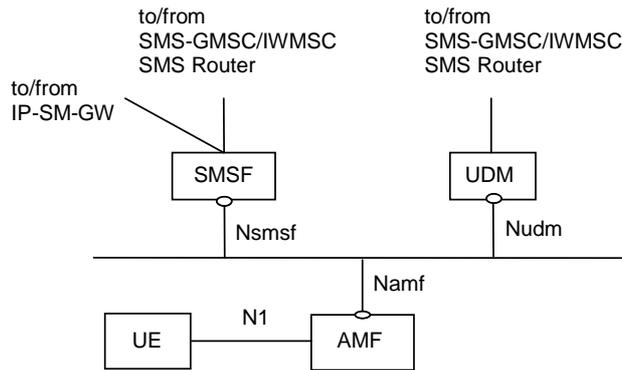 to/from
SMS-GMSC/IWMSC
SMS Router
to/from
SMS-GMSC/IWMSC
SMS Router
to/from
IP-SM-GW
SMSF
UDM
Nsmsf
Nudm
Namf
N1
UE
AMF